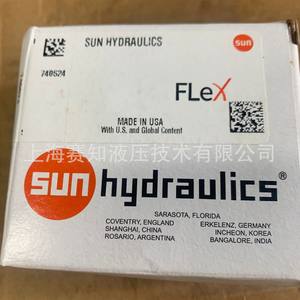 SUN HYDRAULICS
sun
740524
FLeX
MADE IN USA
With U.S. and Global Content
上海赛知液压技术有限公司
sun hydraulics®
SARASOTA, FLORIDA
COVENTRY, ENGLAND ERKELENZ, GERMANY
SHANGHAI, CHINA INCHEON, KOREA
ROSARIO, ARGENTINA BANGALORE, INDIA